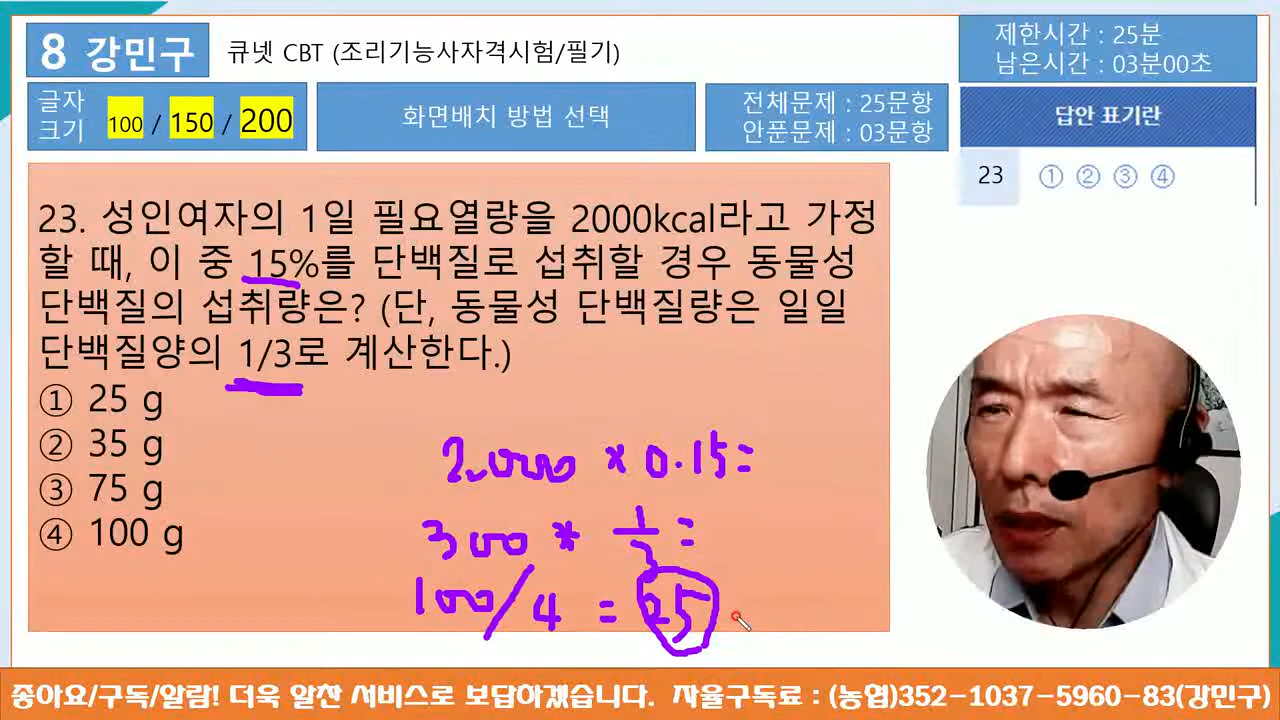 8 강민구
큐넷 CBT (조리기능사자격시험/필기)
제한시간 : 25분
남은시간 : 03분00초
글자
크기
100 / 150 / 200
화면배치 방법 선택
전체문제 : 25문항
안푼문제 : 03문항
답안 표기란
23 ① ② ③ ④
23. 성인여자의 1일 필요열량을 2000kcal라고 가정
할 때, 이 중 15%를 단백질로 섭취할 경우 동물성
단백질의 섭취량은? (단, 동물성 단백질량은 일일
단백질양의 1/3로 계산한다.)
① 25 g
② 35 g
③ 75 g
④ 100 g
2000 * 0.15=
300 * 1/3 =
100/4 = 25
좋아요/구독/알람! 더욱 알찬 서비스로 보답하겠습니다. 자율구독료 : (농협)352-1037-5960-83(강민구)